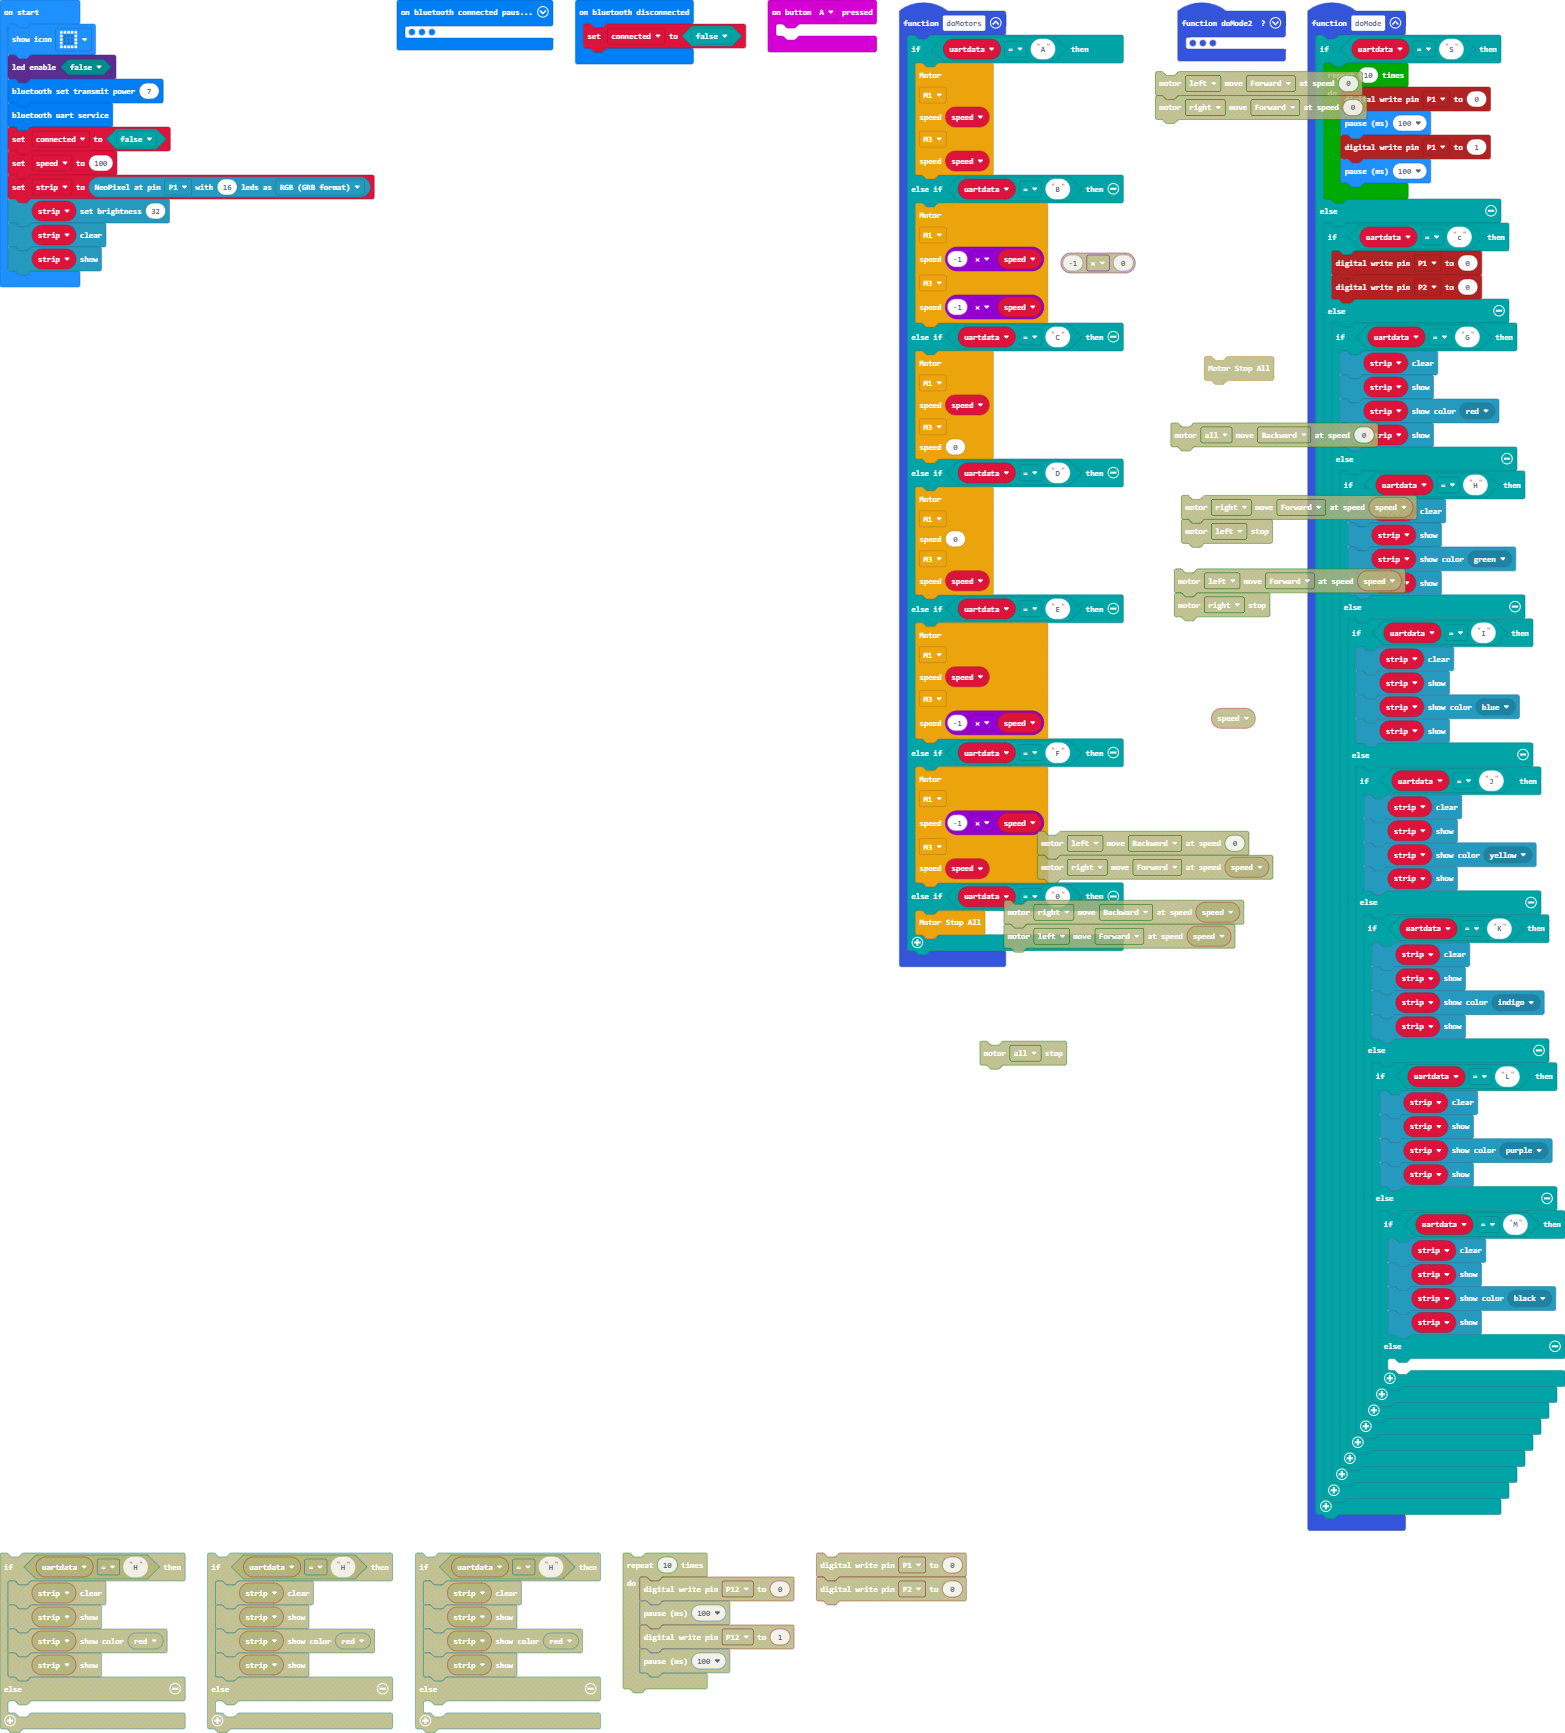 on start
show icon
led enable false
bluetooth set transmit power 7
bluetooth uart service
set connected to false
set speed to 100
set strip to NeoPixel at pin P1 with 16 leds as RGB (GRB format)
strip set brightness 32
strip clear
strip show
on bluetooth connected paus...
on bluetooth disconnected
set connected to false
on button A pressed
function doMotors
if uartdata = "A" then
Motor
M1
speed speed
M3
speed speed
else if uartdata = "B" then
Motor
M1
speed -1 × speed
M3
speed -1 × speed
else if uartdata = "C" then
Motor
M1
speed speed
M3
speed 0
else if uartdata = "D" then
Motor
M1
speed 0
M3
speed speed
else if uartdata = "E" then
Motor
M1
speed speed
M3
speed -1 × speed
else if uartdata = "F" then
Motor
M1
speed -1 × speed
M3
speed speed
else if uartdata = "0" then
Motor Stop All
-1 × 0
motor left move Backward at speed 0
motor right move Forward at speed speed
motor right move Backward at speed speed
motor left move Forward at speed speed
motor all stop
function doMode2 ?
motor left move Forward at speed 0
motor right move Forward at speed 0
Motor Stop All
motor all move Backward at speed 0
motor right move Forward at speed speed
motor left stop
motor left move Forward at speed speed
motor right stop
speed
function doMode
if uartdata = "S" then
10 times
digital write pin P1 to 0
pause (ms) 100
digital write pin P1 to 1
pause (ms) 100
else
if uartdata = "c" then
digital write pin P1 to 0
digital write pin P2 to 0
else
if uartdata = "G" then
strip clear
strip show
strip show color red
strip show
else
if uartdata = "H" then
clear
strip show
strip show color green
show
else
if uartdata = "I" then
strip clear
strip show
strip show color blue
strip show
else
if uartdata = "J" then
strip clear
strip show
strip show color yellow
strip show
else
if uartdata = "K" then
strip clear
strip show
strip show color indigo
strip show
else
if uartdata = "L" then
strip clear
strip show
strip show color purple
strip show
else
if uartdata = "M" then
strip clear
strip show
strip show color black
strip show
else
if uartdata = "H" then
strip clear
strip show
strip show color red
strip show
else
if uartdata = "H" then
strip clear
strip show
strip show color red
strip show
else
if uartdata = "H" then
strip clear
strip show
strip show color red
strip show
else
repeat 10 times
do
digital write pin P12 to 0
pause (ms) 100
digital write pin P12 to 1
pause (ms) 100
digital write pin P1 to 0
digital write pin P2 to 0